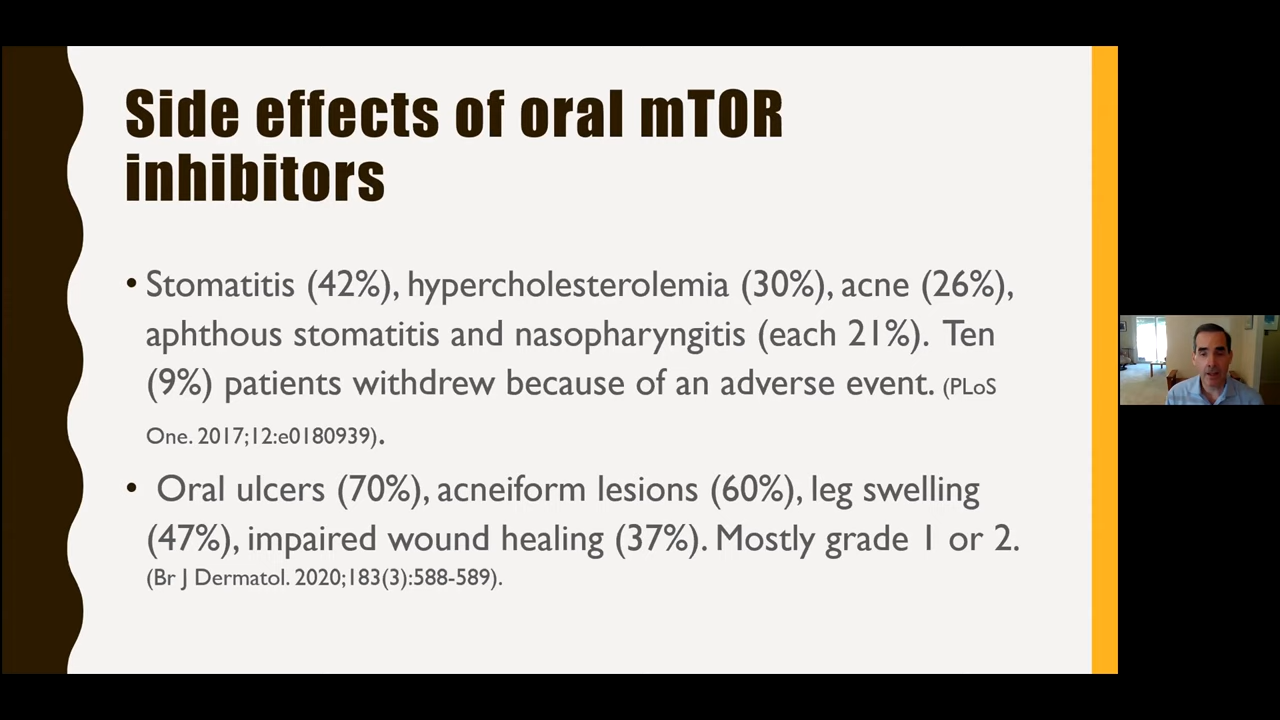 Side effects of oral mTOR
inhibitors
• Stomatitis (42%), hypercholesterolemia (30%), acne (26%),
aphthous stomatitis and nasopharyngitis (each 21%). Ten
(9%) patients withdrew because of an adverse event. (PLoS
One. 2017;12:e0180939).
• Oral ulcers (70%), acneiform lesions (60%), leg swelling
(47%), impaired wound healing (37%). Mostly grade 1 or 2.
(Br J Dermatol. 2020;183(3):588-589).